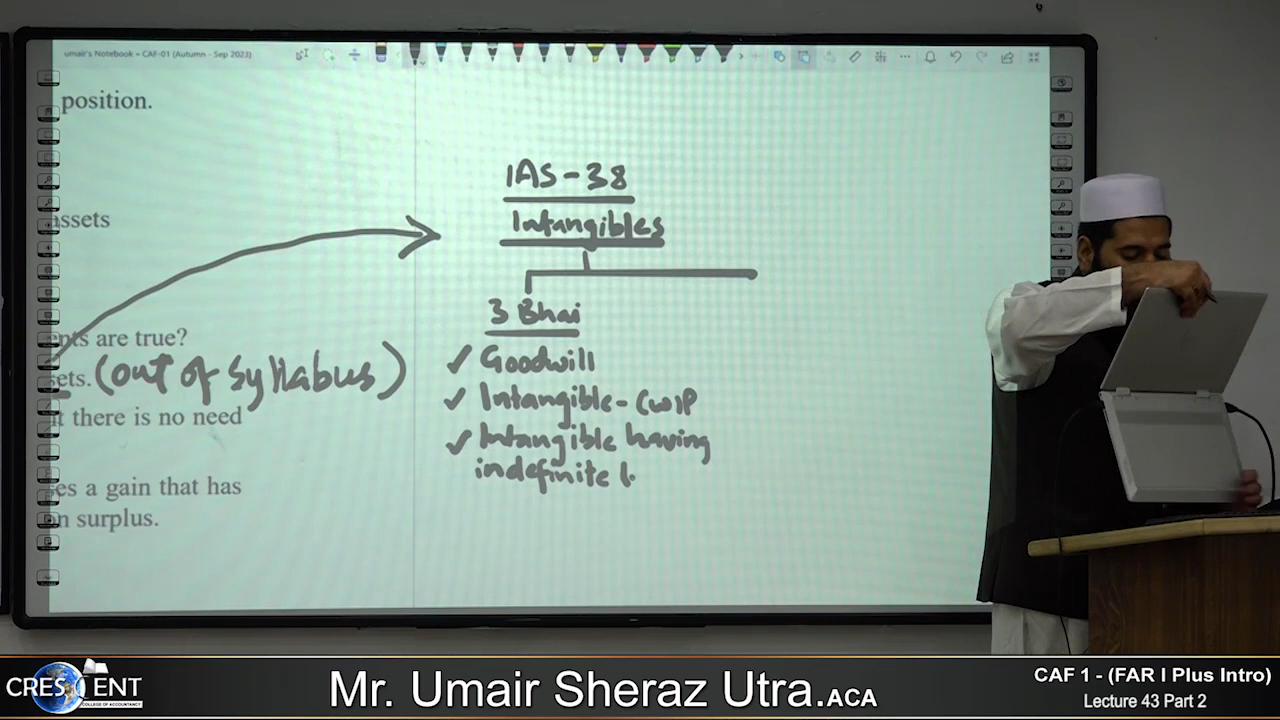 umair's Notebook » CAF-01 (Autumn - Sep 2023)
position.
assets
IAS-38
Intangibles
3 Bhai
✓ Goodwill
✓ Intangible-CWIP
✓ Intangible having
indefinite
are true?
sets. (out of syllabus)
there is no need
es a gain that has
surplus.
CRESCENT
COLLEGE OF ACCOUNTANCY
Mr. Umair Sheraz Utra.ACA
CAF 1 - (FAR I Plus Intro)
Lecture 43 Part 2